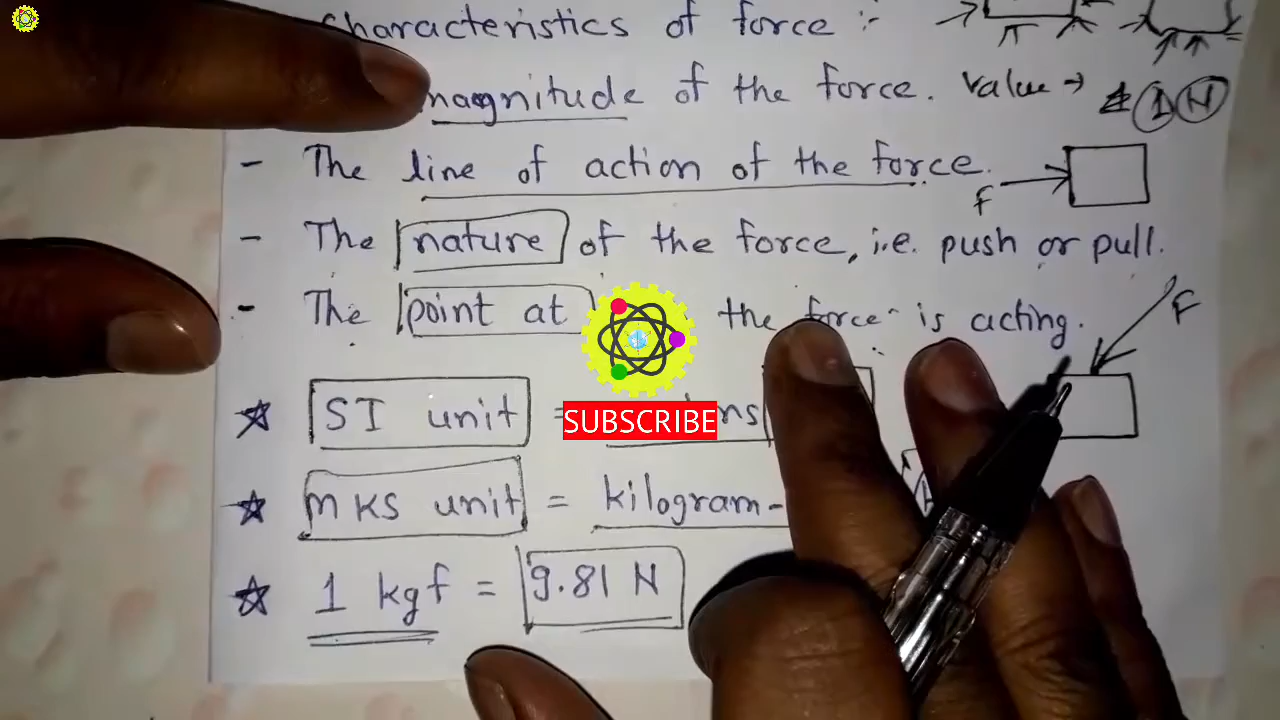 characteristics of force :-
magnitude of the force. Value → 1 N
- The line of action of the force.
F
- The nature of the force, i.e. push or pull.
- The point at the force is acting.
F
SI unit =
SUBSCRIBE
MKS unit = kilogram-
1 kgf = 9.81 N